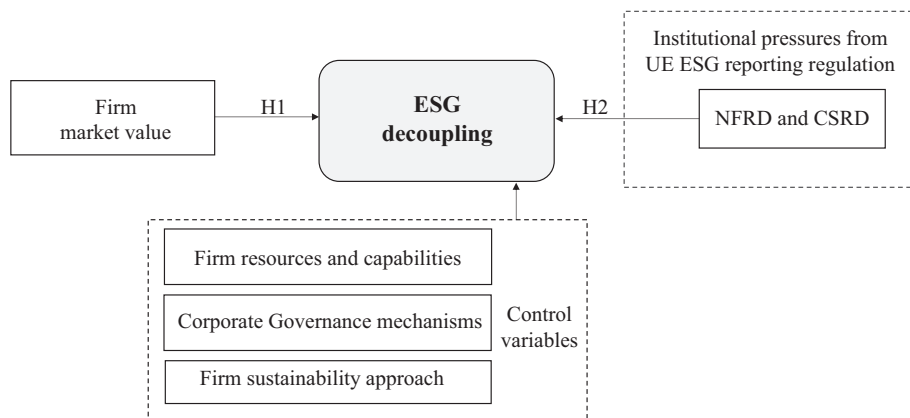 Firm
market value
H1
ESG
decoupling
H2
Institutional pressures from
UE ESG reporting regulation
NFRD and CSRD
Firm resources and capabilities
Corporate Governance mechanisms
Firm sustainability approach
Control
variables